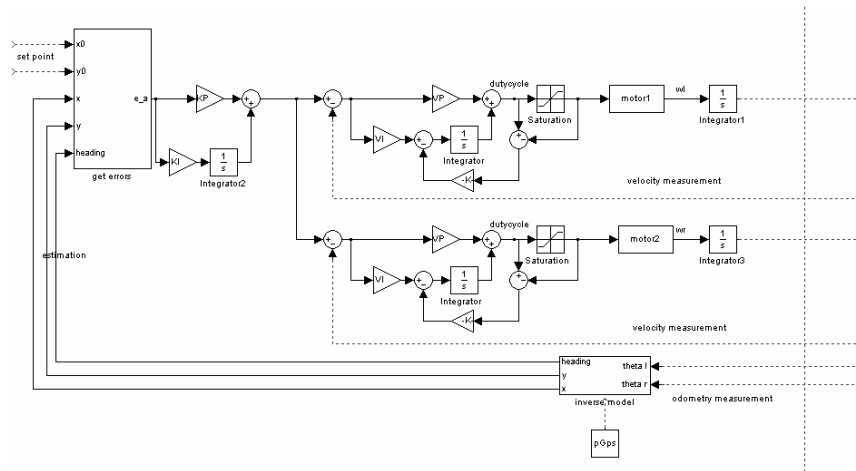 set point
x0
y0
x
y
heading
e_a
get errors
KP
KI
1
s
Integrator2
VP
VI
1
s
Integrator
-K-
dutycycle
Saturation
motor1
wl
1
s
Integrator1
velocity measurement
VP
VI
1
s
Integrator
-K-
dutycycle
Saturation
motor2
wr
1
s
Integrator3
velocity measurement
estimation
heading
y
x
theta l
theta r
inverse model
odometry measurement
pGps